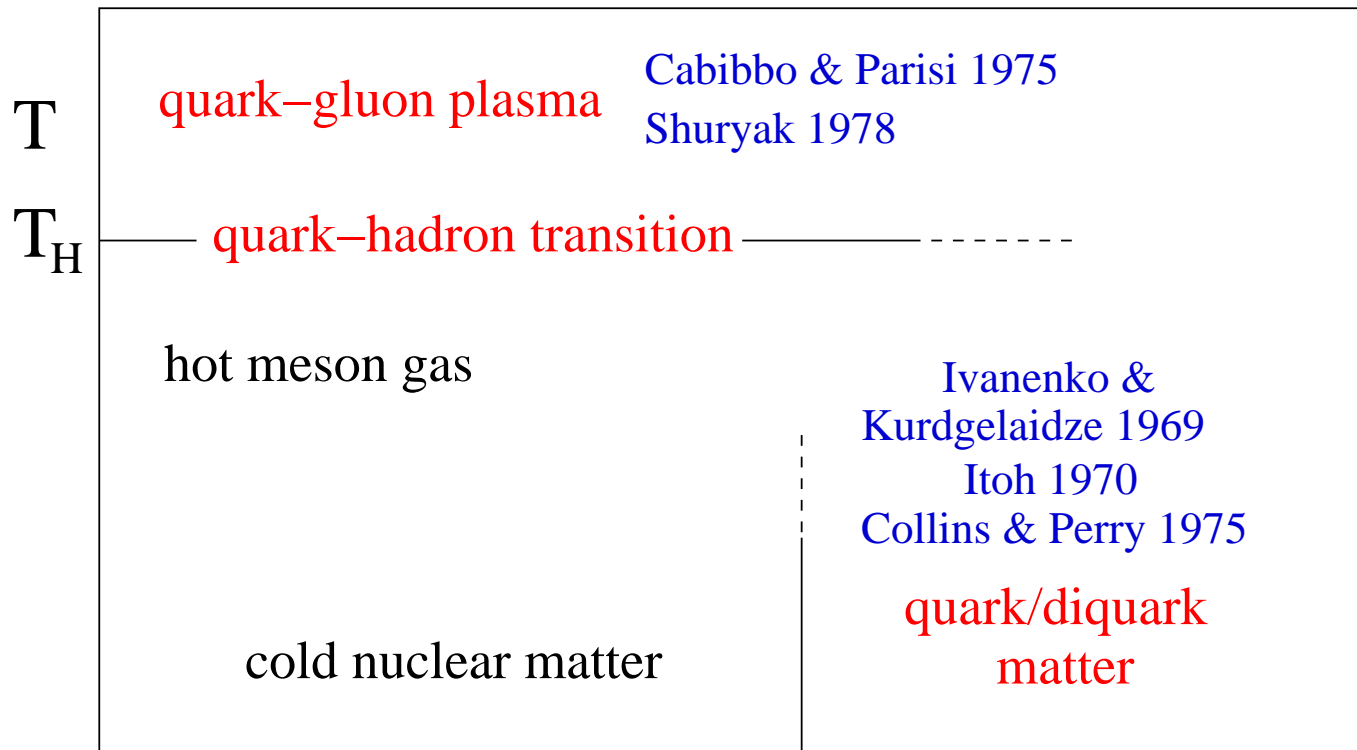 quark–gluon plasma
Cabibbo & Parisi 1975
Shuryak 1978
T
T_H
quark–hadron transition
hot meson gas
Ivanenko &
Kurdgelaidze 1969
Itoh 1970
Collins & Perry 1975
quark/diquark
matter
cold nuclear matter